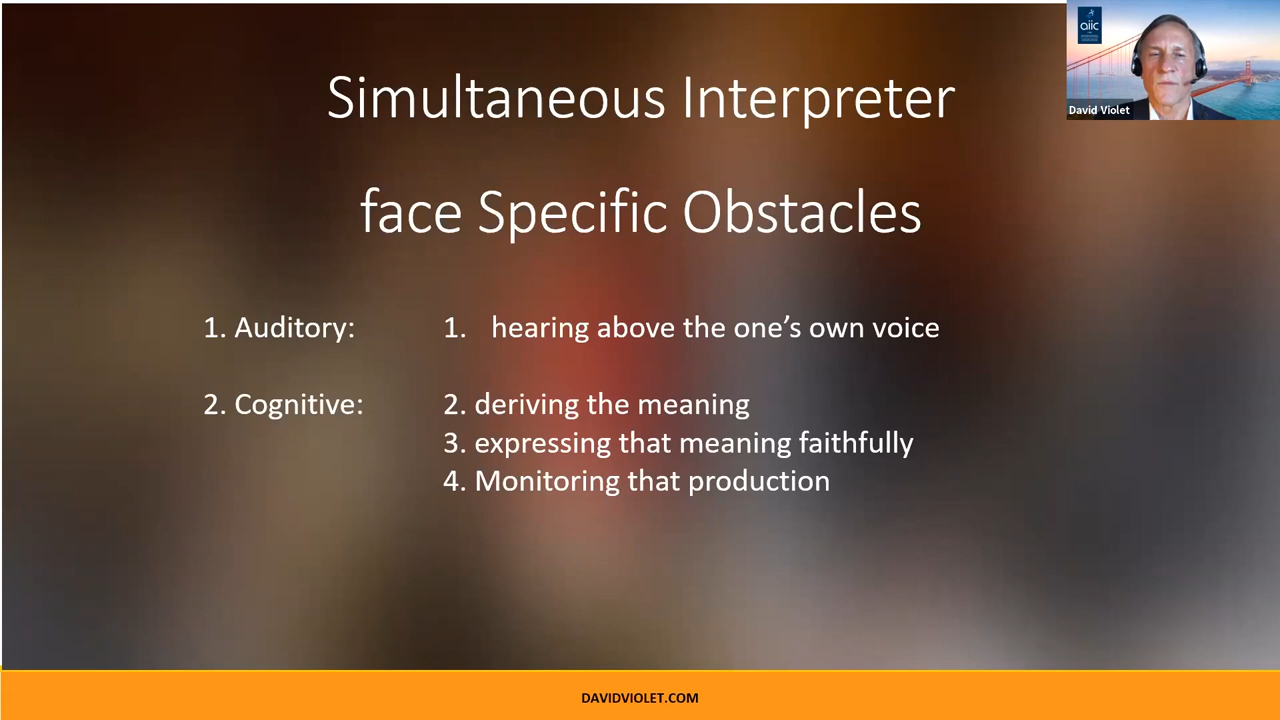 Simultaneous Interpreter
face Specific Obstacles
1. Auditory: 1. hearing above the one’s own voice
2. Cognitive: 2. deriving the meaning
3. expressing that meaning faithfully
4. Monitoring that production
DAVIDVIOLET.COM
aiic
David Violet